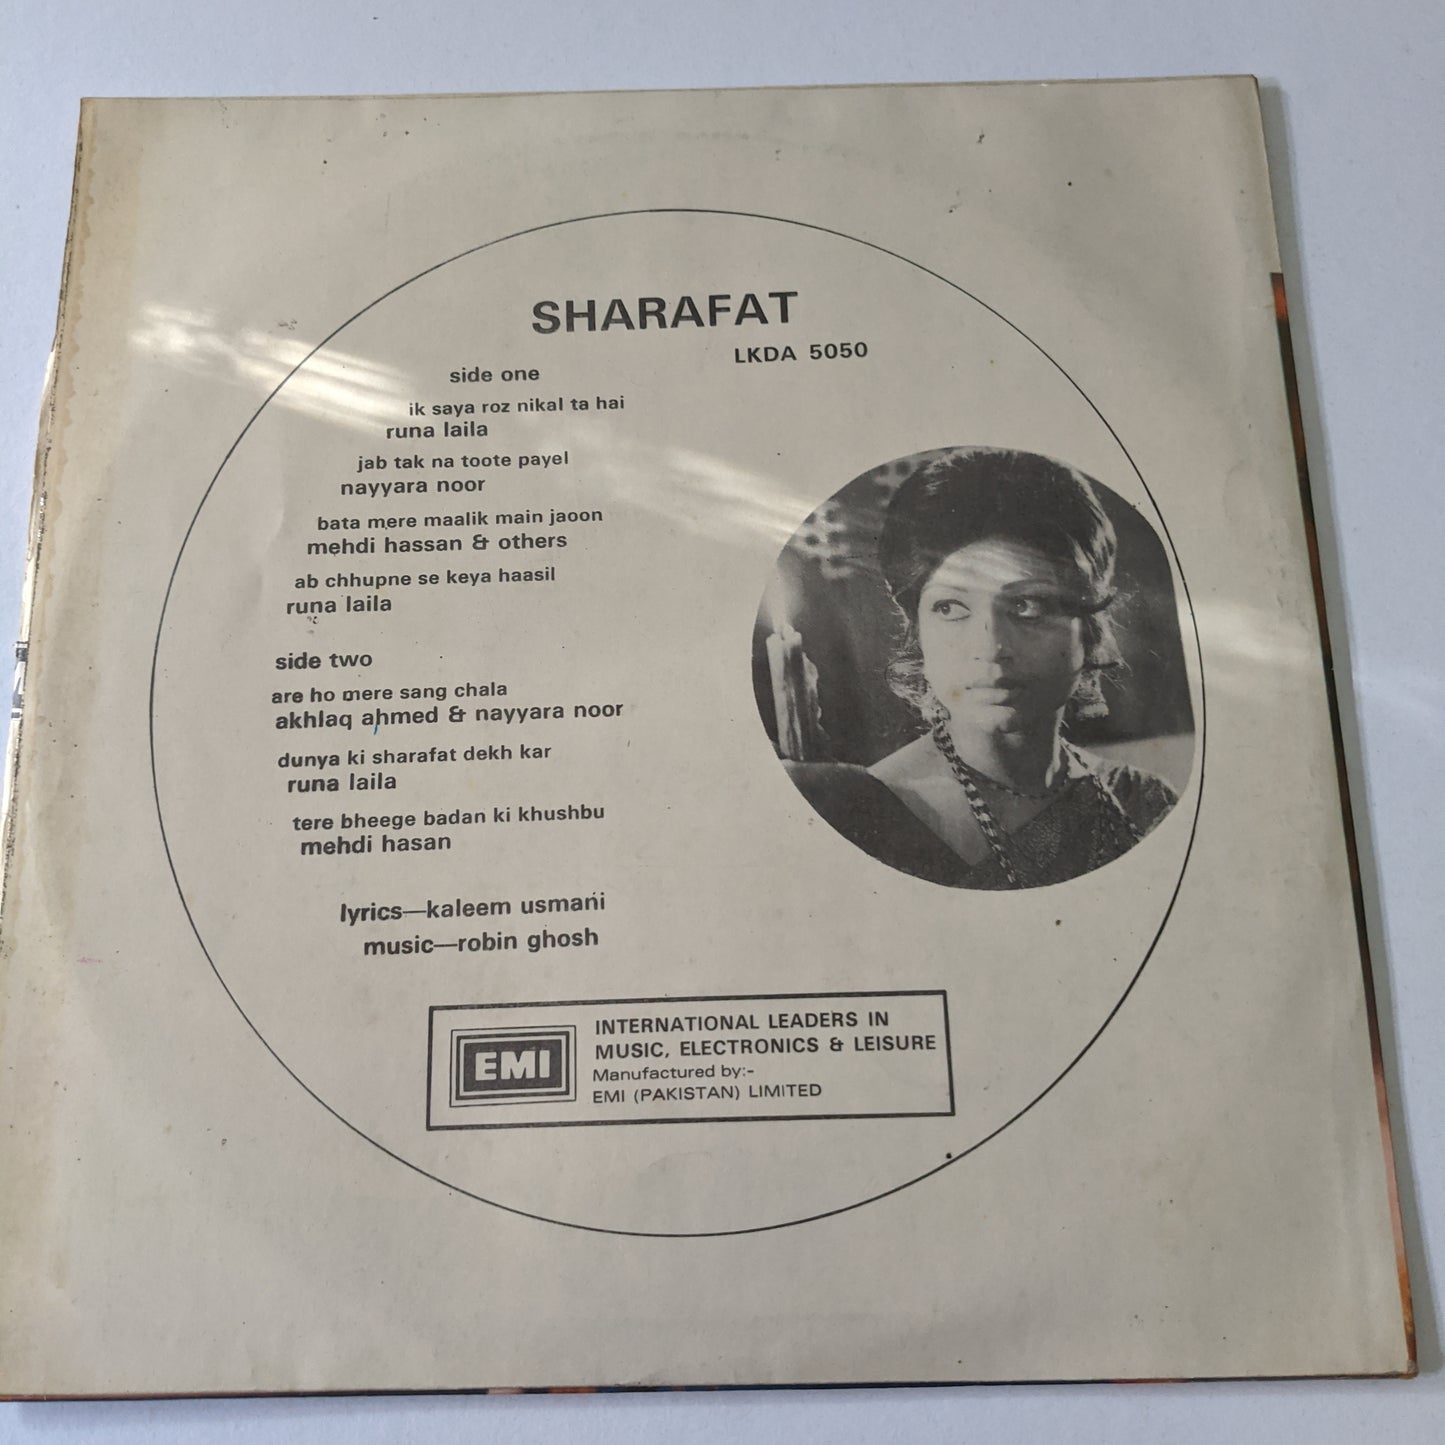 SHARAFAT
LKDA 5050
side one
ik saya roz nikal ta hai
runa laila
jab tak na toote payel
nayyara noor
bata mere maalik main jaoon
mehdi hassan & others
ab chhupne se keya haasil
runa laila
side two
are ho mere sang chala
akhlaq ahmed & nayyara noor
dunya ki sharafat dekh kar
runa laila
tere bheege badan ki khushbu
mehdi hasan
lyrics—kaleem usmani
music—robin ghosh
EMI
INTERNATIONAL LEADERS IN
MUSIC, ELECTRONICS & LEISURE
Manufactured by:-
EMI (PAKISTAN) LIMITED